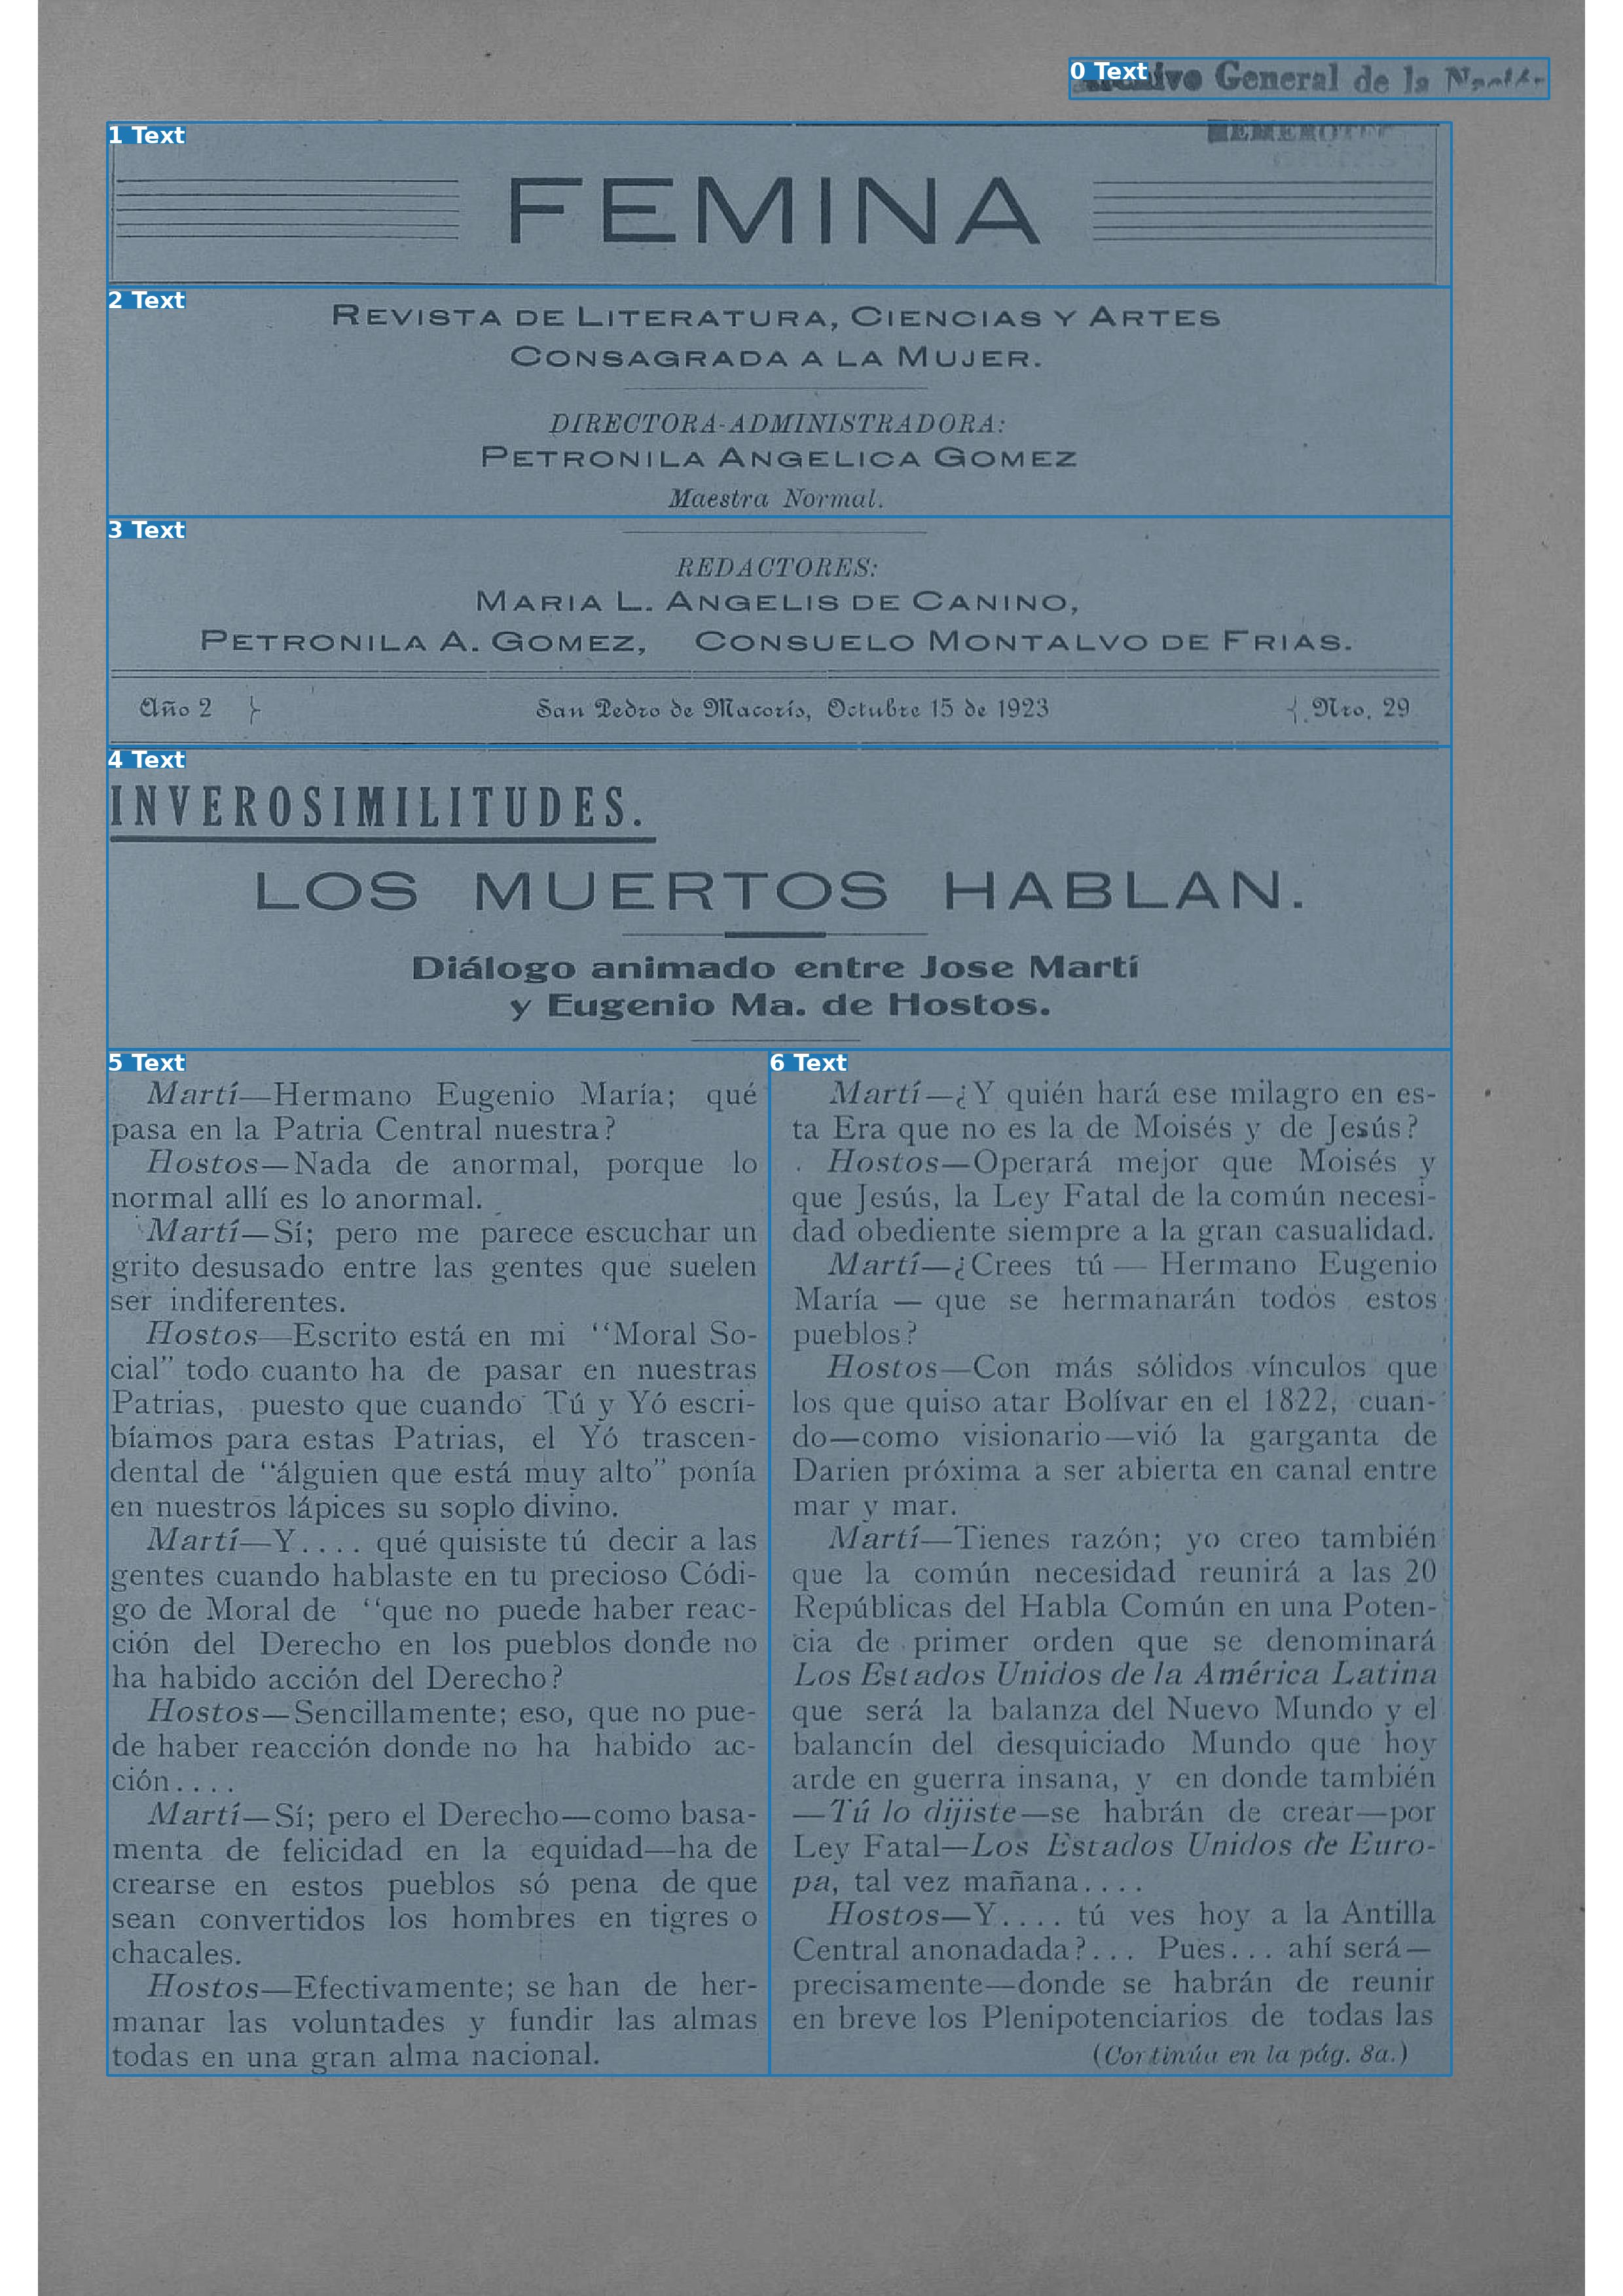 Archivo General de la
FEMINA
REVISTA DE LITERATURA, CIENCIAS Y ARTES
CONSAGRADA A LA MUJER.
DIRECTORA-ADMINISTRADORA:
PETRONILA ANGELICA GOMEZ
Maestra Normal.
REDACTORES:
MARIA L. ANGELIS DE CANINO,
PETRONILA A. GOMEZ, CONSUELO MONTALVO DE FRIAS.
Año 2 } San Pedro de Macorís, Octubre 15 de 1923 { Nro. 29
INVEROSIMILITUDES.
LOS MUERTOS HABLAN.
Diálogo animado entre Jose Martí
y Eugenio Ma. de Hostos.
Martí—Hermano Eugenio María; qué
pasa en la Patria Central nuestra?
Hostos—Nada de anormal, porque lo
normal allí es lo anormal.
Martí—Sí; pero me parece escuchar un
grito desusado entre las gentes que suelen
ser indiferentes.
Hostos—Escrito está en mi “Moral So-
cial” todo cuanto ha de pasar en nuestras
Patrias, puesto que cuando Tú y Yó escri-
bíamos para estas Patrias, el Yó trascen-
dental de “álguien que está muy alto” ponía
en nuestros lápices su soplo divino.
Martí—Y.... qué quisiste tú decir a las
gentes cuando hablaste en tu precioso Códi-
go de Moral de “que no puede haber reac-
ción del Derecho en los pueblos donde no
ha habido acción del Derecho?
Hostos—Sencillamente; eso, que no pue-
de haber reacción donde no ha habido ac-
ción....
Martí—Sí; pero el Derecho—como basa-
menta de felicidad en la equidad—ha de
crearse en estos pueblos só pena de que
sean convertidos los hombres en tigres o
chacales.
Hostos—Efectivamente; se han de her-
manar las voluntades y fundir las almas
todas en una gran alma nacional.
Martí—¿Y quién hará ese milagro en es-
ta Era que no es la de Moisés y de Jesús?
Hostos—Operará mejor que Moisés y
que Jesús, la Ley Fatal de la común necesi-
dad obediente siempre a la gran casualidad.
Martí—¿Crees tú — Hermano Eugenio
María — que se hermanarán todos estos
pueblos?
Hostos—Con más sólidos vínculos que
los que quiso atar Bolívar en el 1822, cuan-
do—como visionario—vió la garganta de
Darien próxima a ser abierta en canal entre
mar y mar.
Martí—Tienes razón; yo creo también
que la común necesidad reunirá a las 20
Repúblicas del Habla Común en una Poten-
cia de primer orden que se denominará
Los Estados Unidos de la América Latina
que será la balanza del Nuevo Mundo y el
balancín del desquiciado Mundo que hoy
arde en guerra insana, y en donde también
—Tú lo dijiste—se habrán de crear—por
Ley Fatal—Los Estados Unidos de Euro-
pa, tal vez mañana....
Hostos—Y.... tú ves hoy a la Antilla
Central anonadada?... Pues... ahí será—
precisamente—donde se habrán de reunir
en breve los Plenipotenciarios de todas las
(Continúa en la pág. 8a.)